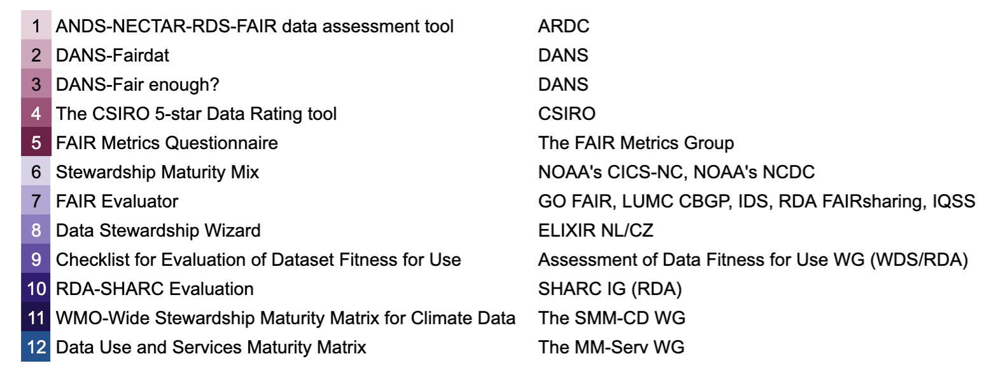 1 ANDS-NECTAR-RDS-FAIR data assessment tool ARDC
2 DANS-Fairdat DANS
3 DANS-Fair enough? DANS
4 The CSIRO 5-star Data Rating tool CSIRO
5 FAIR Metrics Questionnaire The FAIR Metrics Group
6 Stewardship Maturity Mix NOAA's CICS-NC, NOAA's NCDC
7 FAIR Evaluator GO FAIR, LUMC CBGP, IDS, RDA FAIRsharing, IQSS
8 Data Stewardship Wizard ELIXIR NL/CZ
9 Checklist for Evaluation of Dataset Fitness for Use Assessment of Data Fitness for Use WG (WDS/RDA)
10 RDA-SHARC Evaluation SHARC IG (RDA)
11 WMO-Wide Stewardship Maturity Matrix for Climate Data The SMM-CD WG
12 Data Use and Services Maturity Matrix The MM-Serv WG